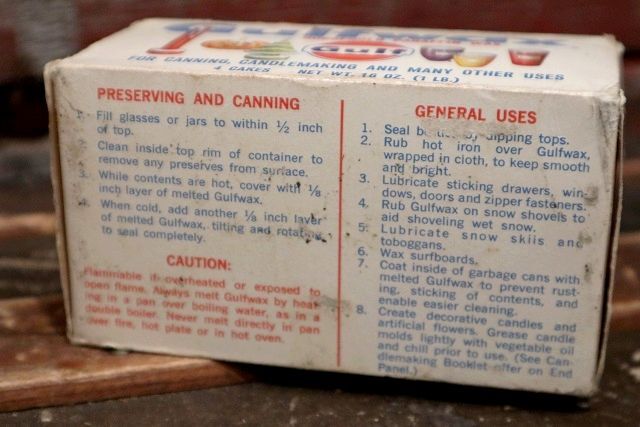 Gulfwax
Gulf
FOR CANNING, CANDLEMAKING AND MANY OTHER USES
4 CAKES NET WT. 16 OZ. (1 LB.)
PRESERVING AND CANNING
1. Fill glasses or jars to within ½ inch
of top.
2. Clean inside top rim of container to
remove any preserves from surface.
3. While contents are hot, cover with ⅛
inch layer of melted Gulfwax.
4. When cold, add another ⅛ inch layer
of melted Gulfwax, tilting and rotating
to seal completely.
CAUTION:
Flammable if overheated or exposed to
open flame. Always melt Gulfwax by heat-
ing in a pan over boiling water, as in a
double boiler. Never melt directly in pan
over fire, hot plate or in hot oven.
GENERAL USES
1. Seal bottles by dipping tops.
2. Rub hot iron over Gulfwax,
wrapped in cloth, to keep smooth
and bright.
3. Lubricate sticking drawers, win-
dows, doors and zipper fasteners.
4. Rub Gulfwax on snow shovels to
aid shoveling wet snow.
5. Lubricate snow skiis and
toboggans.
6. Wax surfboards.
7. Coat inside of garbage cans with
melted Gulfwax to prevent rust-
ing, sticking of contents, and
enable easier cleaning.
8. Create decorative candles and
artificial flowers. Grease candle
molds lightly with vegetable oil
and chill prior to use. (See Can-
dlemaking Booklet offer on End
Panel.)